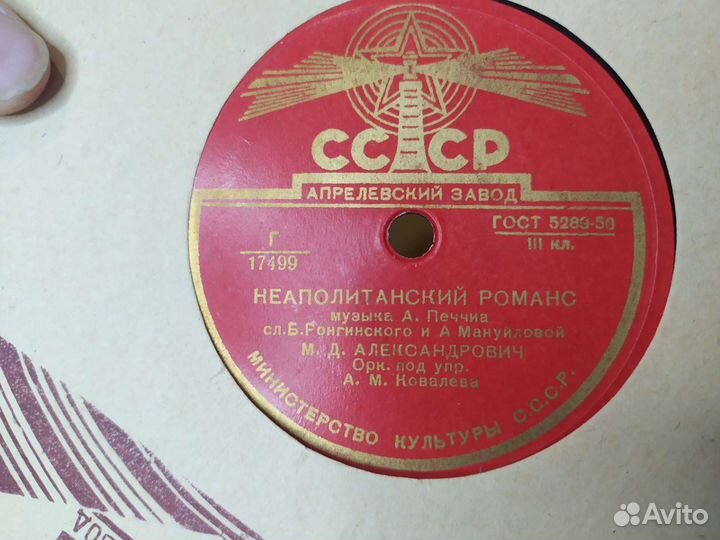 СССР
АПРЕЛЕВСКИЙ ЗАВОД
ГОСТ 5289-50
III кл.
Г
17499
НЕАПОЛИТАНСКИЙ РОМАНС
музыка А. Печчиа
сл. Б. Ронгинского и А Мануйловой
М. Д. АЛЕКСАНДРОВИЧ
Орк. под упр.
А. М. Ковалева
МИНИСТЕРСТВО КУЛЬТУРЫ С.С.С.Р.
Avito